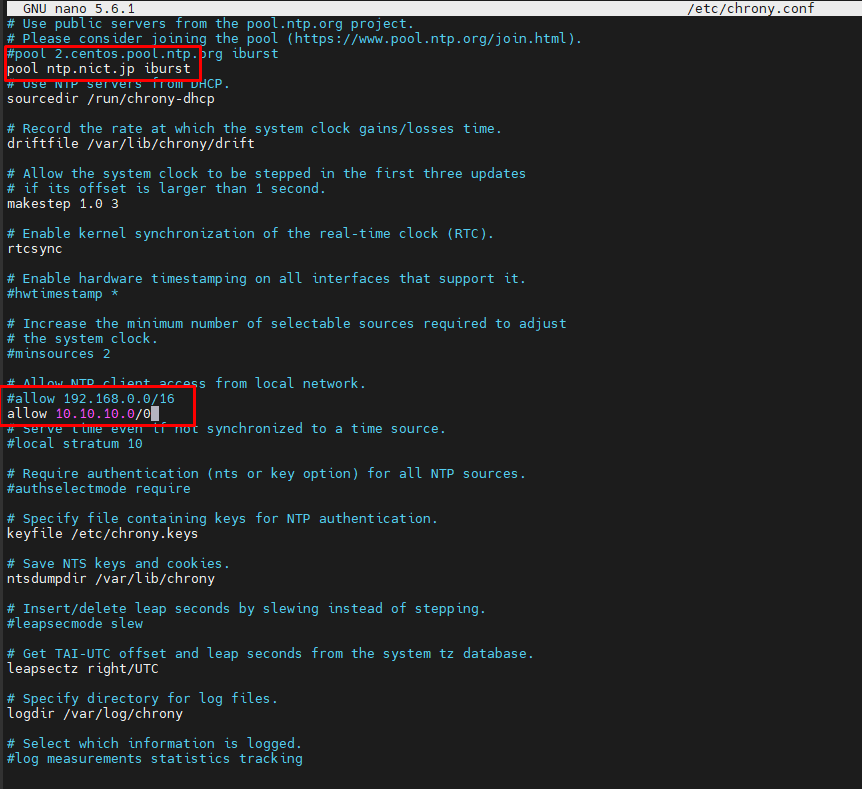 GNU nano 5.6.1 /etc/chrony.conf
# Use public servers from the pool.ntp.org project.
# Please consider joining the pool (https://www.pool.ntp.org/join.html).
#pool 2.centos.pool.ntp.org iburst
pool ntp.nict.jp iburst
# Use NTP servers from DHCP.
sourcedir /run/chrony-dhcp
# Record the rate at which the system clock gains/losses time.
driftfile /var/lib/chrony/drift
# Allow the system clock to be stepped in the first three updates
# if its offset is larger than 1 second.
makestep 1.0 3
# Enable kernel synchronization of the real-time clock (RTC).
rtcsync
# Enable hardware timestamping on all interfaces that support it.
#hwtimestamp *
# Increase the minimum number of selectable sources required to adjust
# the system clock.
#minsources 2
# Allow NTP client access from local network.
#allow 192.168.0.0/16
allow 10.10.10.0/0
# Serve time even if not synchronized to a time source.
#local stratum 10
# Require authentication (nts or key option) for all NTP sources.
#authselectmode require
# Specify file containing keys for NTP authentication.
keyfile /etc/chrony.keys
# Save NTS keys and cookies.
ntsdumpdir /var/lib/chrony
# Insert/delete leap seconds by slewing instead of stepping.
#leapsecmode slew
# Get TAI-UTC offset and leap seconds from the system tz database.
leapsectz right/UTC
# Specify directory for log files.
logdir /var/log/chrony
# Select which information is logged.
#log measurements statistics tracking